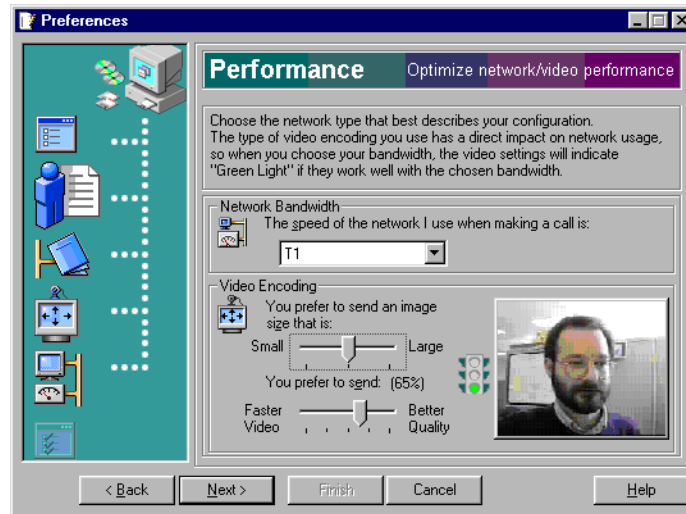 Preferences
Performance
Optimize network/video performance
Choose the network type that best describes your configuration.
The type of video encoding you use has a direct impact on network usage,
so when you choose your bandwidth, the video settings will indicate
"Green Light" if they work well with the chosen bandwidth.
Network Bandwidth
The speed of the network I use when making a call is:
T1
Video Encoding
You prefer to send an image
size that is:
Small
Large
You prefer to send: (65%)
Faster
Video
Better
Quality
< Back
Next >
Finish
Cancel
Help